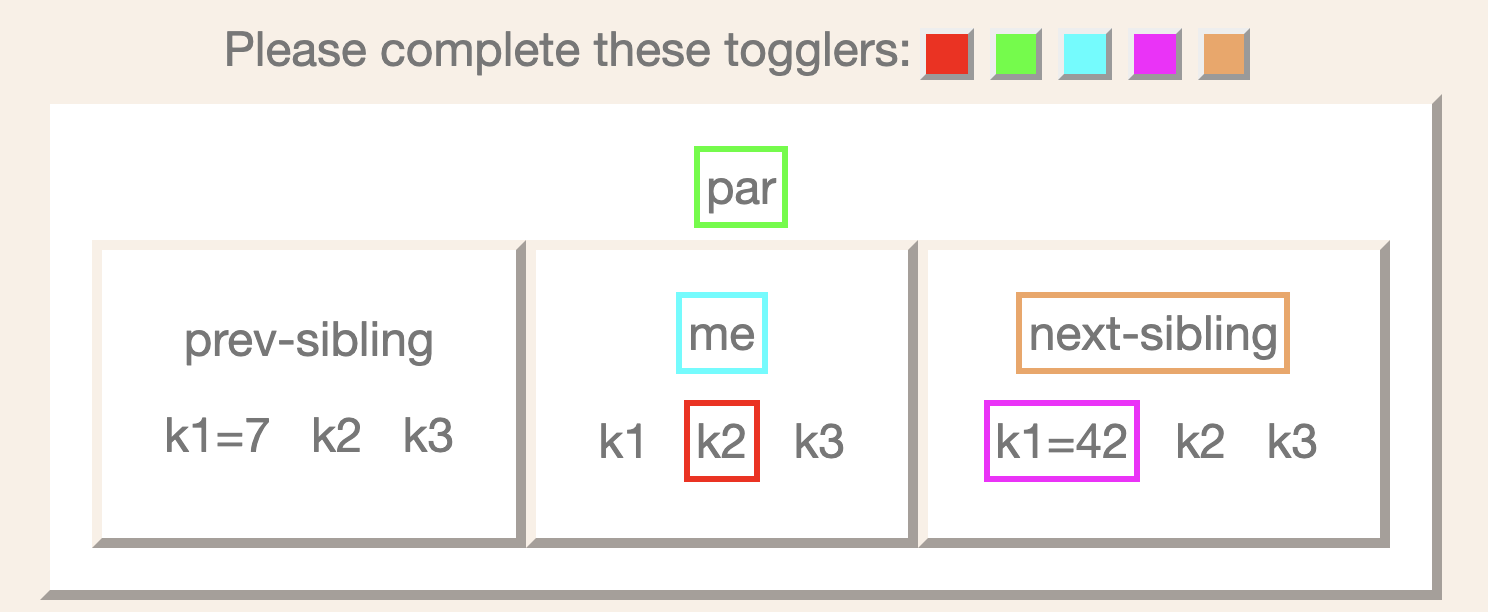 Please complete these togglers:
par
prev-sibling me next-sibling
k1=7 k2 k3 k1 k2 k3 k1=42 k2 k3